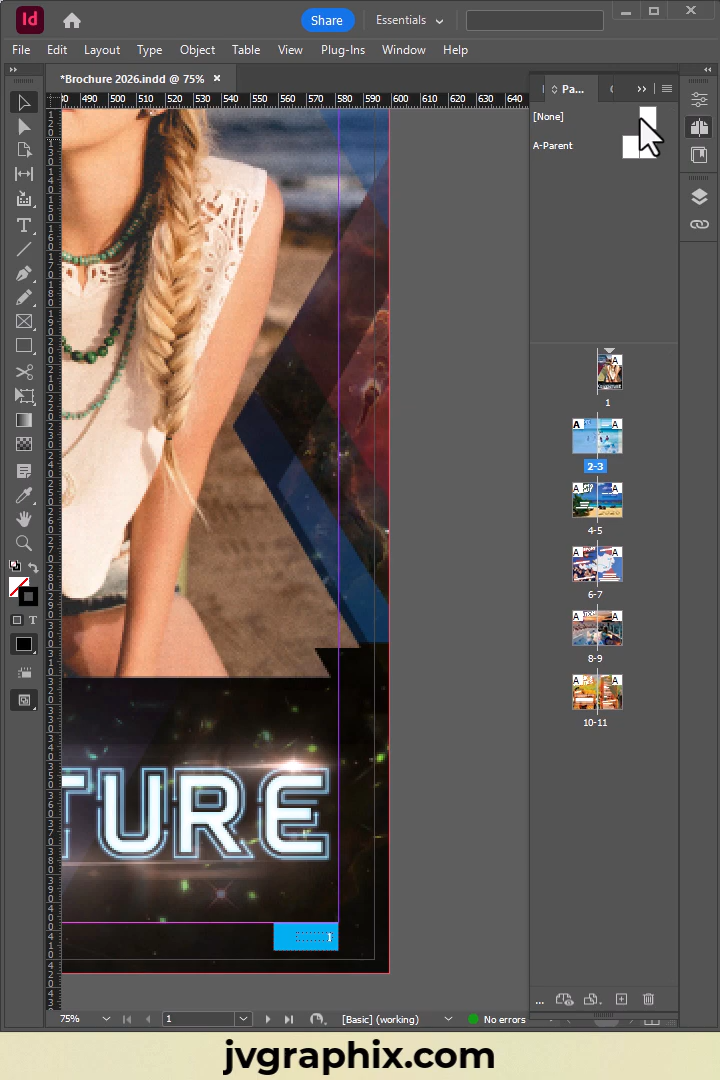 Id
Share
Essentials
File Edit Layout Type Object Table View Plug-Ins Window Help
*Brochure 2026.indd @ 75% ×
490 500 510 520 530 540 550 560 570 580 590 600 610 620 630 640
Pa...
[None]
A-Parent
A
1
A A
2-3
A A
4-5
A A
6-7
A A
8-9
A A
10-11
TURE
1
75% 1 [Basic] (working) No errors
jvgraphix.com